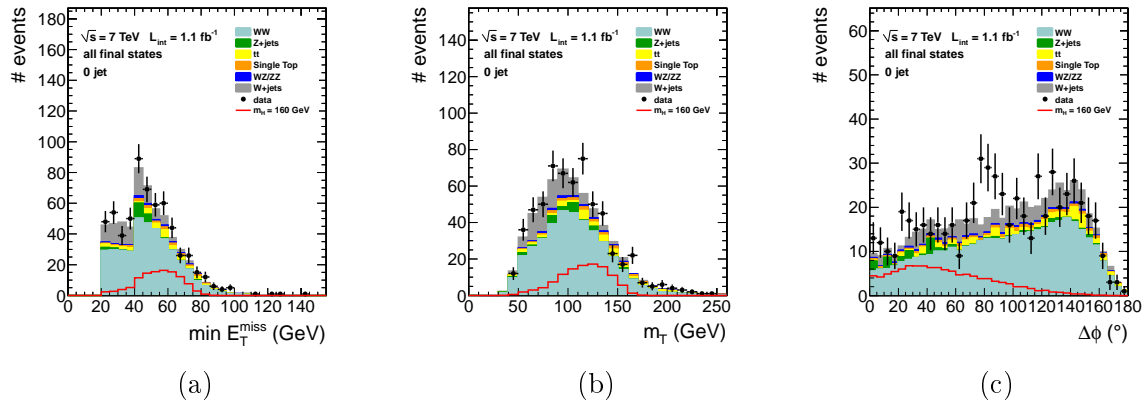 # events
180
160
140
120
100
80
60
40
20
0
√s = 7 TeV L_int = 1.1 fb⁻¹
all final states
0 jet
WW
Z+jets
tt
Single Top
WZ/ZZ
W+jets
data
m_H = 160 GeV
0 20 40 60 80 100 120 140
min E_T^miss (GeV)
(a)
# events
140
120
100
80
60
40
20
0
√s = 7 TeV L_int = 1.1 fb⁻¹
all final states
0 jet
WW
Z+jets
tt
Single Top
WZ/ZZ
W+jets
data
m_H = 160 GeV
0 50 100 150 200 250
m_T (GeV)
(b)
# events
60
50
40
30
20
10
0
√s = 7 TeV L_int = 1.1 fb⁻¹
all final states
0 jet
WW
Z+jets
tt
Single Top
WZ/ZZ
W+jets
data
m_H = 160 GeV
0 20 40 60 80 100 120 140 160 180
Δϕ (°)
(c)